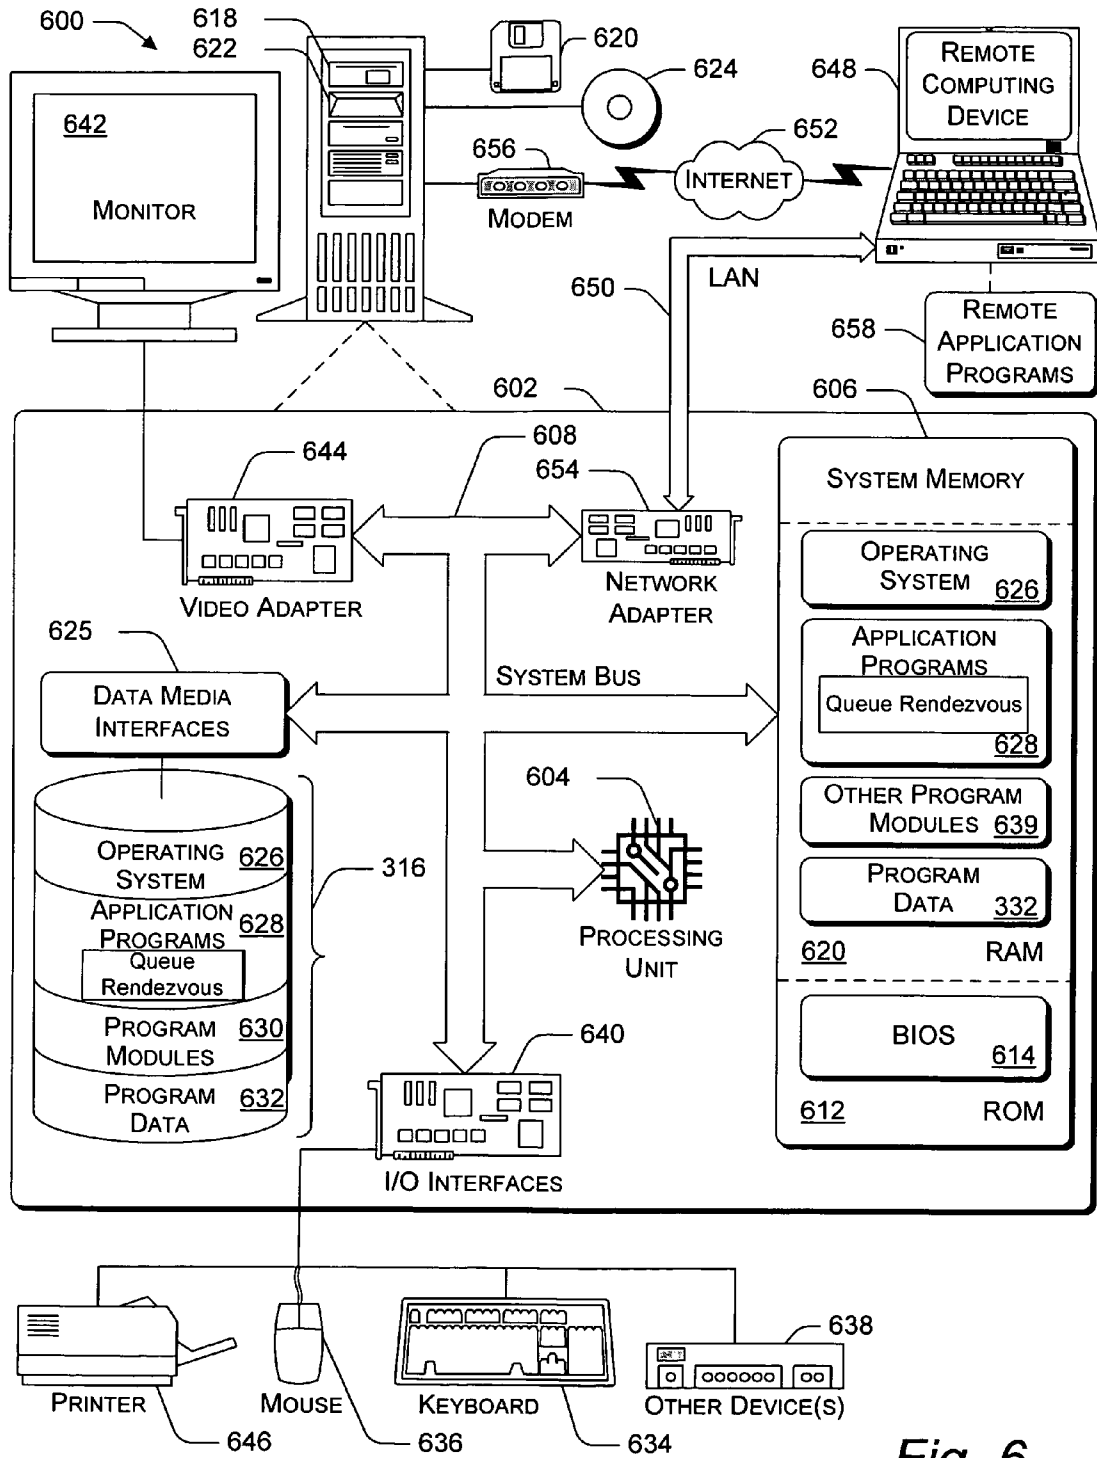 600
618
622
620
624
648
REMOTE
COMPUTING
DEVICE
642
MONITOR
656
MODEM
652
INTERNET
650
LAN
658
REMOTE
APPLICATION
PROGRAMS
602
606
644
608
654
VIDEO ADAPTER
NETWORK
ADAPTER
SYSTEM MEMORY
OPERATING
SYSTEM 626
APPLICATION
PROGRAMS
Queue Rendezvous
628
OTHER PROGRAM
MODULES 639
PROGRAM
DATA 332
620 RAM
BIOS
614
612 ROM
625
DATA MEDIA
INTERFACES
SYSTEM BUS
604
PROCESSING
UNIT
OPERATING
SYSTEM 626
APPLICATION
PROGRAMS 628
Queue
Rendezvous
PROGRAM
MODULES 630
PROGRAM
DATA 632
316
640
I/O INTERFACES
PRINTER
646
MOUSE
636
KEYBOARD
634
638
OTHER DEVICE(S)
Fig. 6